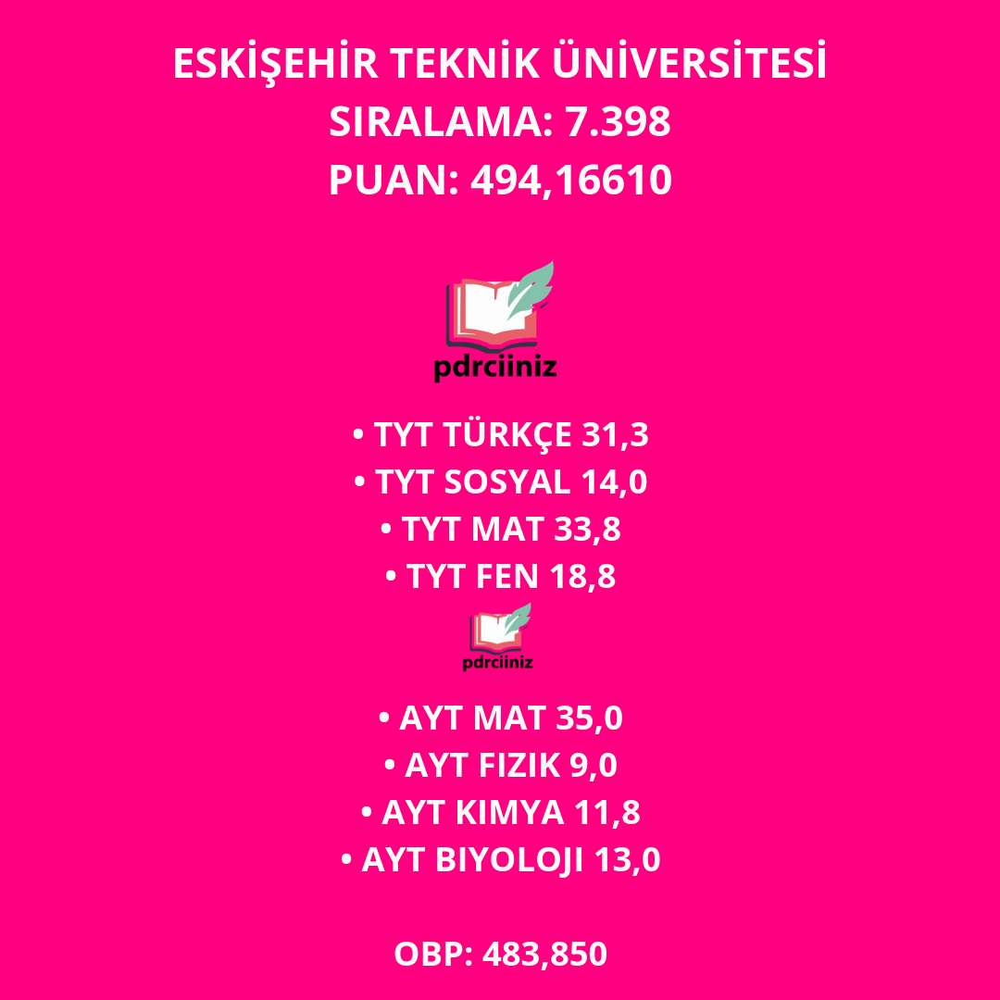 ESKİŞEHİR TEKNİK ÜNİVERSİTESİ
SIRALAMA: 7.398
PUAN: 494,16610
pdrciiniz
• TYT TÜRKÇE 31,3
• TYT SOSYAL 14,0
• TYT MAT 33,8
• TYT FEN 18,8
pdrciiniz
• AYT MAT 35,0
• AYT FIZIK 9,0
• AYT KIMYA 11,8
• AYT BIYOLOJI 13,0
OBP: 483,850